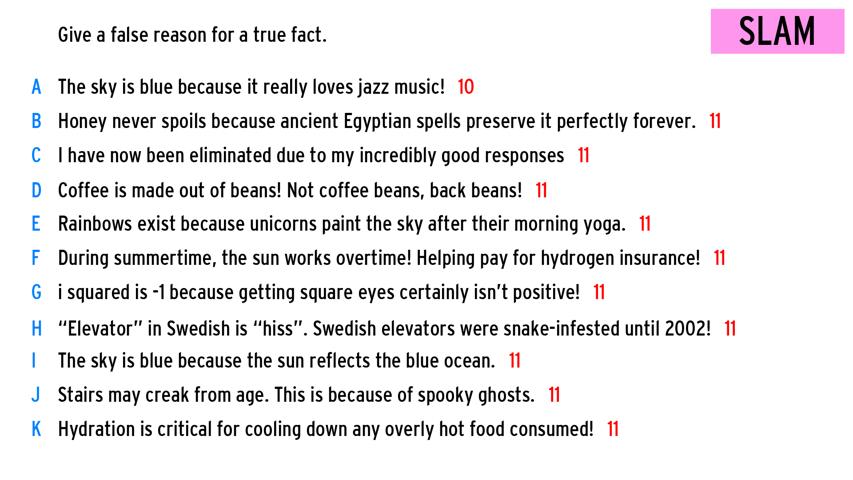 Give a false reason for a true fact.
SLAM
A The sky is blue because it really loves jazz music! 10
B Honey never spoils because ancient Egyptian spells preserve it perfectly forever. 11
C I have now been eliminated due to my incredibly good responses 11
D Coffee is made out of beans! Not coffee beans, back beans! 11
E Rainbows exist because unicorns paint the sky after their morning yoga. 11
F During summertime, the sun works overtime! Helping pay for hydrogen insurance! 11
G i squared is -1 because getting square eyes certainly isn't positive! 11
H “Elevator” in Swedish is “hiss”. Swedish elevators were snake-infested until 2002! 11
I The sky is blue because the sun reflects the blue ocean. 11
J Stairs may creak from age. This is because of spooky ghosts. 11
K Hydration is critical for cooling down any overly hot food consumed! 11